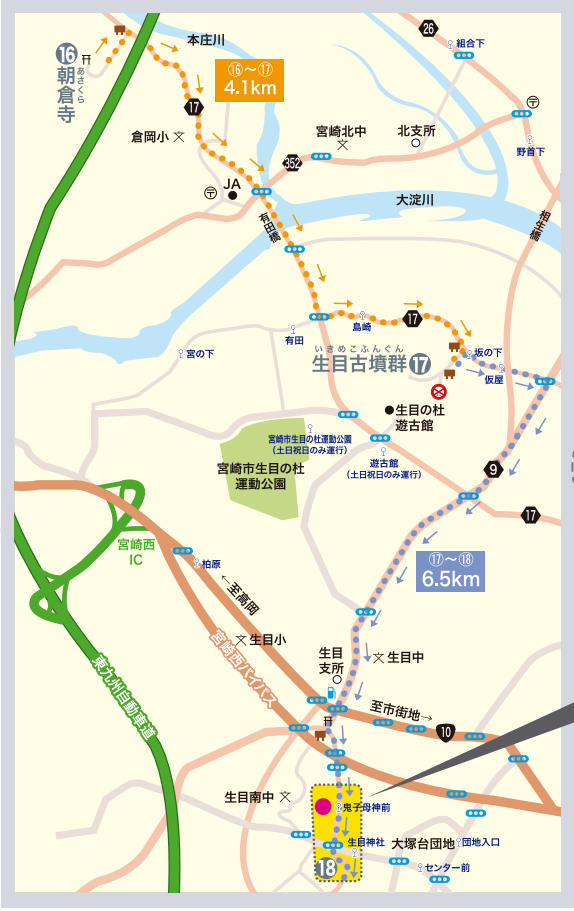 本庄川
26
組合下
⑯
朝倉寺
あさくら
⑯〜⑰
4.1km
17
倉岡小
宮崎北中
北支所
〒
野首下
352
JA
〒
大淀川
相生橋
有田橋
有田
島崎
17
いきめこふんぐん
生目古墳群⑰
坂の下
仮屋
宮の下
生目の杜
遊古館
宮崎市生目の杜運動公園
(土日祝日のみ運行)
遊古館
(土日祝日のみ運行)
宮崎市生目の杜
運動公園
9
17
宮崎西
IC
柏原
←至高岡
⑰〜⑱
6.5km
宮崎西バイパス
生目小
生目
支所
生目中
東九州自動車道
至市街地→
10
生目南中
鬼子母神前
生目神社
大塚台団地
団地入口
センター前
⑱